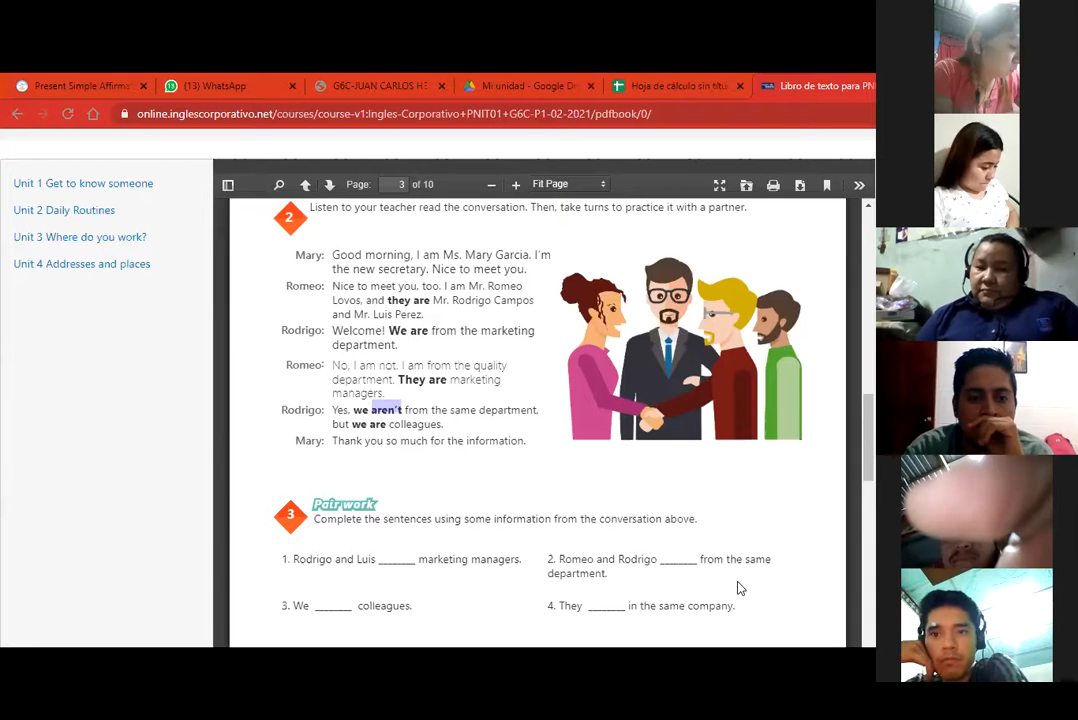 Present Simple Affirma
(13) WhatsApp
G6C-JUAN CARLOS HE
Mi unidad - Google Dr
Hoja de cálculo sin títu
Libro de texto para PNI
online.inglescorporativo.net/courses/course-v1:Ingles-Corporativo+PNIT01+G6C-P1-02-2021/pdfbook/0/
Unit 1 Get to know someone
Unit 2 Daily Routines
Unit 3 Where do you work?
Unit 4 Addresses and places
Page: 3 of 10
Fit Page
2 Listen to your teacher read the conversation. Then, take turns to practice it with a partner.
Mary: Good morning, I am Ms. Mary Garcia. I'm
the new secretary. Nice to meet you.
Romeo: Nice to meet you, too. I am Mr. Romeo
Lovos, and they are Mr. Rodrigo Campos
and Mr. Luis Perez.
Rodrigo: Welcome! We are from the marketing
department.
Romeo: No, I am not. I am from the quality
department. They are marketing
managers.
Rodrigo: Yes, we aren't from the same department,
but we are colleagues.
Mary: Thank you so much for the information.
Pair work
3 Complete the sentences using some information from the conversation above.
1. Rodrigo and Luis _______ marketing managers.
2. Romeo and Rodrigo _______ from the same
department.
3. We _______ colleagues.
4. They _______ in the same company.